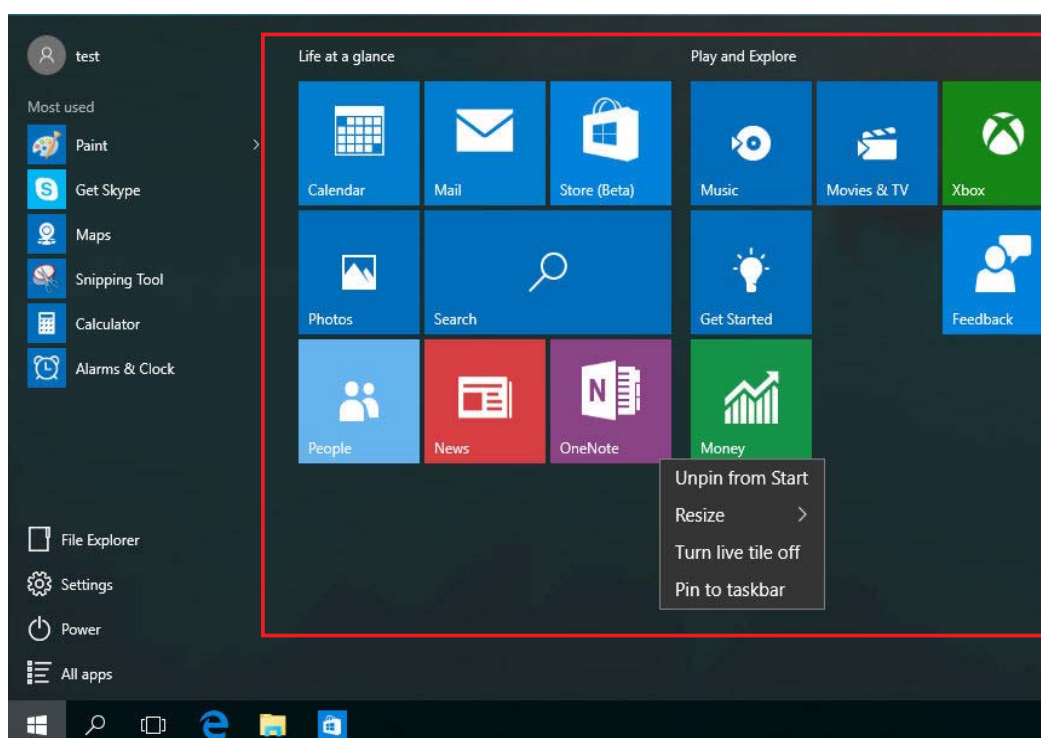 test
Most used
Paint
Get Skype
Maps
Snipping Tool
Calculator
Alarms & Clock
File Explorer
Settings
Power
All apps
Life at a glance
Calendar
Mail
Store (Beta)
Photos
Search
People
News
N
OneNote
Play and Explore
Music
Movies & TV
Xbox
Get Started
Feedback
Money
Unpin from Start
Resize
Turn live tile off
Pin to taskbar